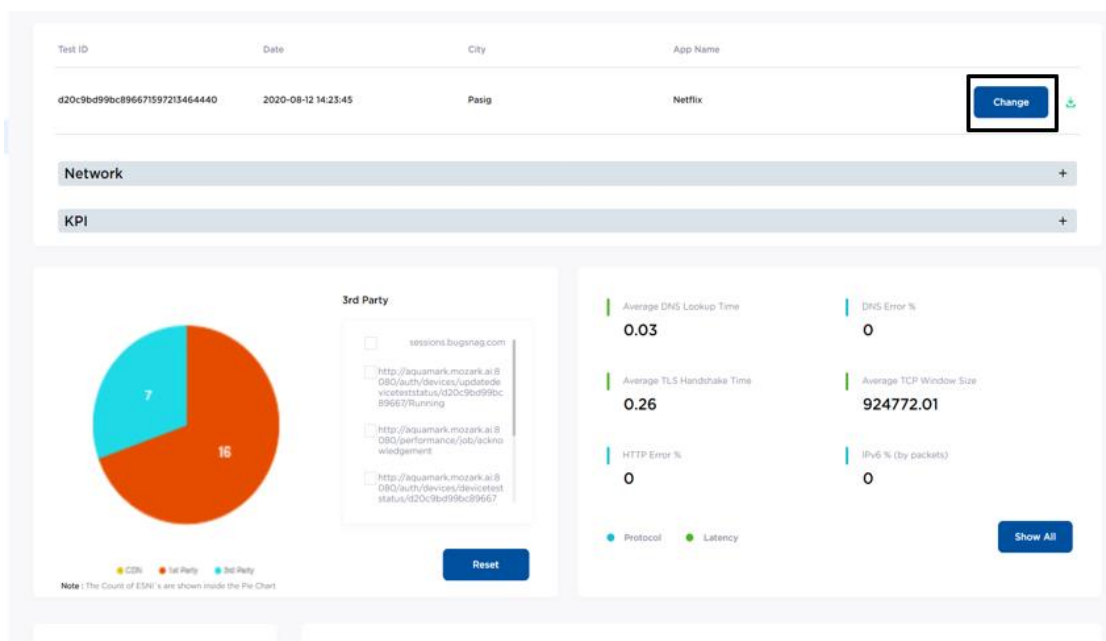 Test ID Date City App Name
d20c9bd99bc896671597213464440 2020-08-12 14:23:45 Pasig Netflix Change
Network +
KPI +
3rd Party
sessions.bugsnag.com
http://aquamark.mozark.ai:8
080/auth/devices/updatede
viceteststatus/d20c9bd99bc
89667/Running
http://aquamark.mozark.ai:8
080/performance/job/ackno
wledgement
http://aquamark.mozark.ai:8
080/auth/devices/devicetest
status/d20c9bd99bc89667
7
16
CDN 1st Party 3rd Party
Note : The Count of ESNI`s are shown inside the Pie Chart
Reset
Average DNS Lookup Time
0.03
DNS Error %
0
Average TLS Handshake Time
0.26
Average TCP Window Size
924772.01
HTTP Error %
0
IPv6 % (by packets)
0
Protocol Latency
Show All